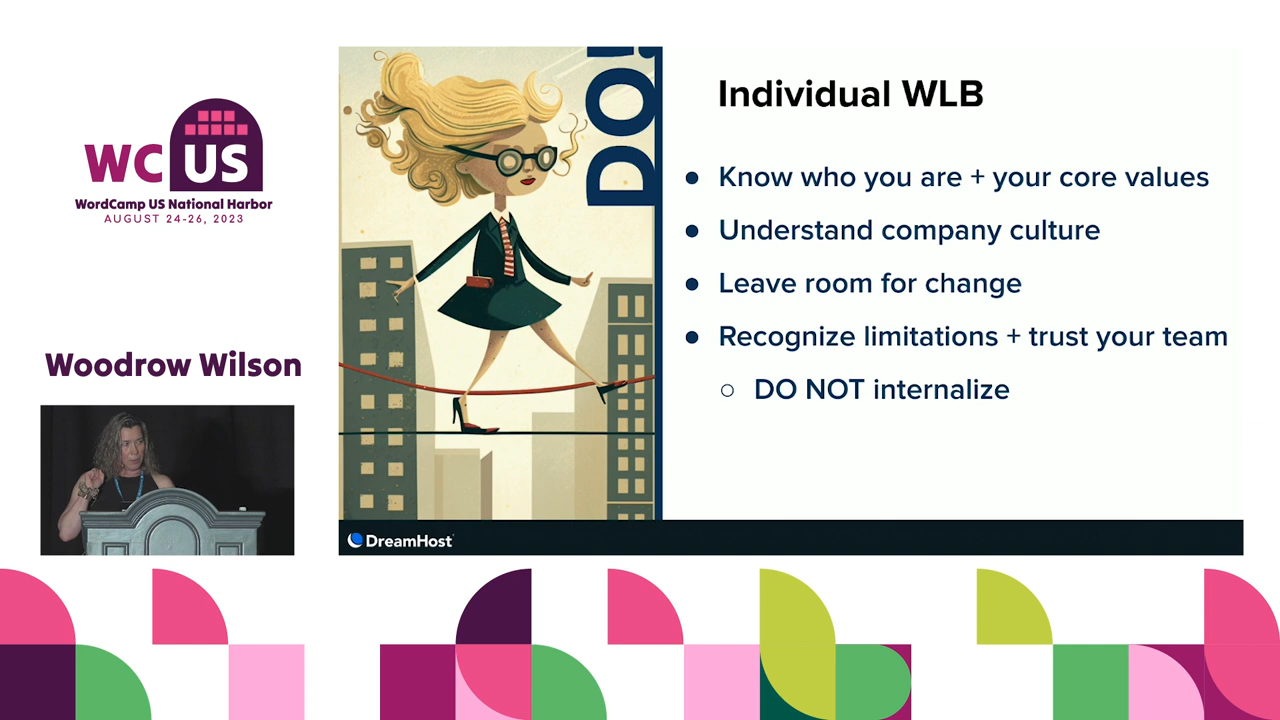 WC US
WordCamp US National Harbor
AUGUST 24-26, 2023
Woodrow Wilson
DO!
Individual WLB
● Know who you are + your core values
● Understand company culture
● Leave room for change
● Recognize limitations + trust your team
○ DO NOT internalize
DreamHost